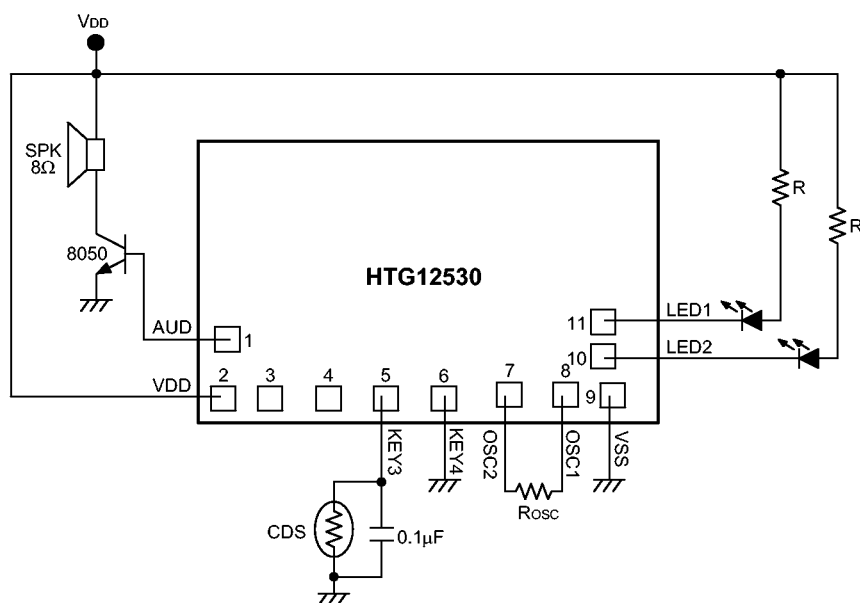 VDD
SPK
8Ω
8050
HTG12530
R
R
AUD
1
VDD
2
3
4
5
6
7
8
9
10
11
LED1
LED2
KEY3
KEY4
OSC2
OSC1
VSS
ROSC
CDS
0.1μF